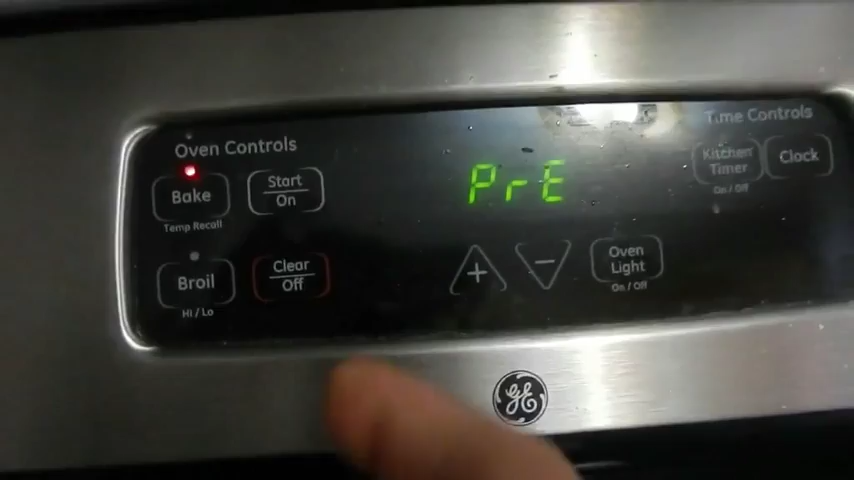 Oven Controls
Time Controls
Bake
Temp Recall
Start
On
PrE
Kitchen
Timer
On / Off
Clock
Broil
Hi / Lo
Clear
Off
+
−
Oven
Light
On / Off
GE